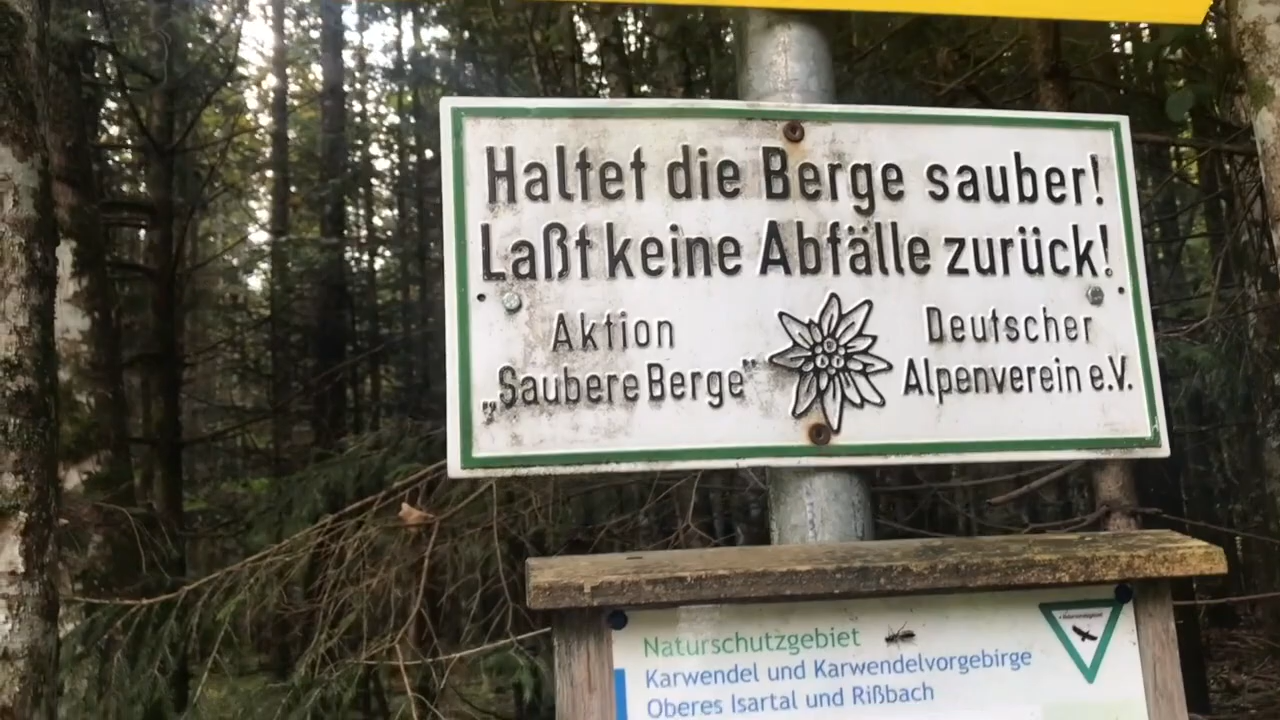 Haltet die Berge sauber!
Laßt keine Abfälle zurück!
Aktion
„Saubere Berge"
Deutscher
Alpenverein e.V.
Naturschutzgebiet
Karwendel und Karwendelvorgebirge
Oberes Isartal und Rißbach